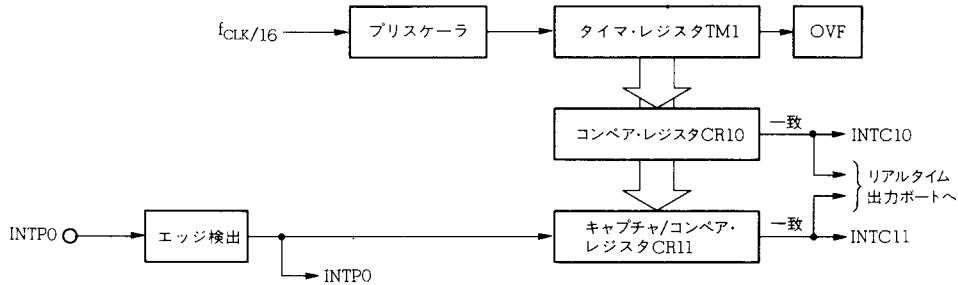 fCLK/16
プリスケーラ
タイマ・レジスタTM1
OVF
コンペア・レジスタCR10
一致
INTC10
リアルタイム
出力ポートへ
INTP0
エッジ検出
キャプチャ/コンペア・
レジスタCR11
一致
INTC11
INTP0